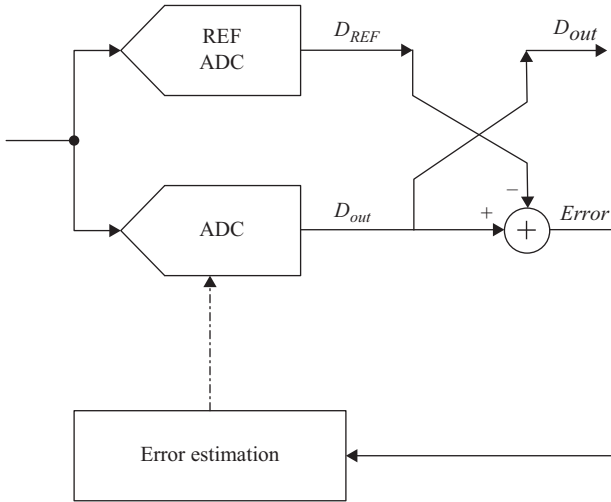 REF
ADC
D_REF
D_out
ADC
D_out
−
+
+
Error
Error estimation